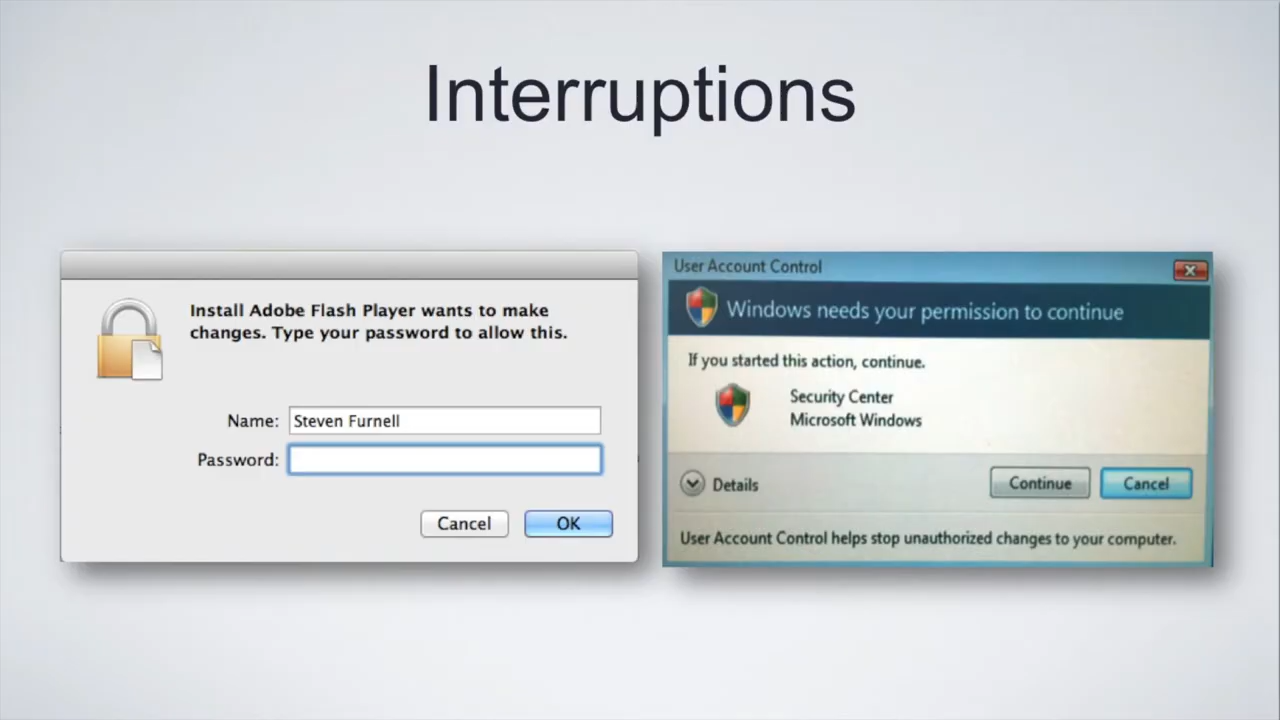 Interruptions
Install Adobe Flash Player wants to make
changes. Type your password to allow this.
Name: Steven Furnell
Password:
Cancel OK
User Account Control
Windows needs your permission to continue
If you started this action, continue.
Security Center
Microsoft Windows
Details Continue Cancel
User Account Control helps stop unauthorized changes to your computer.